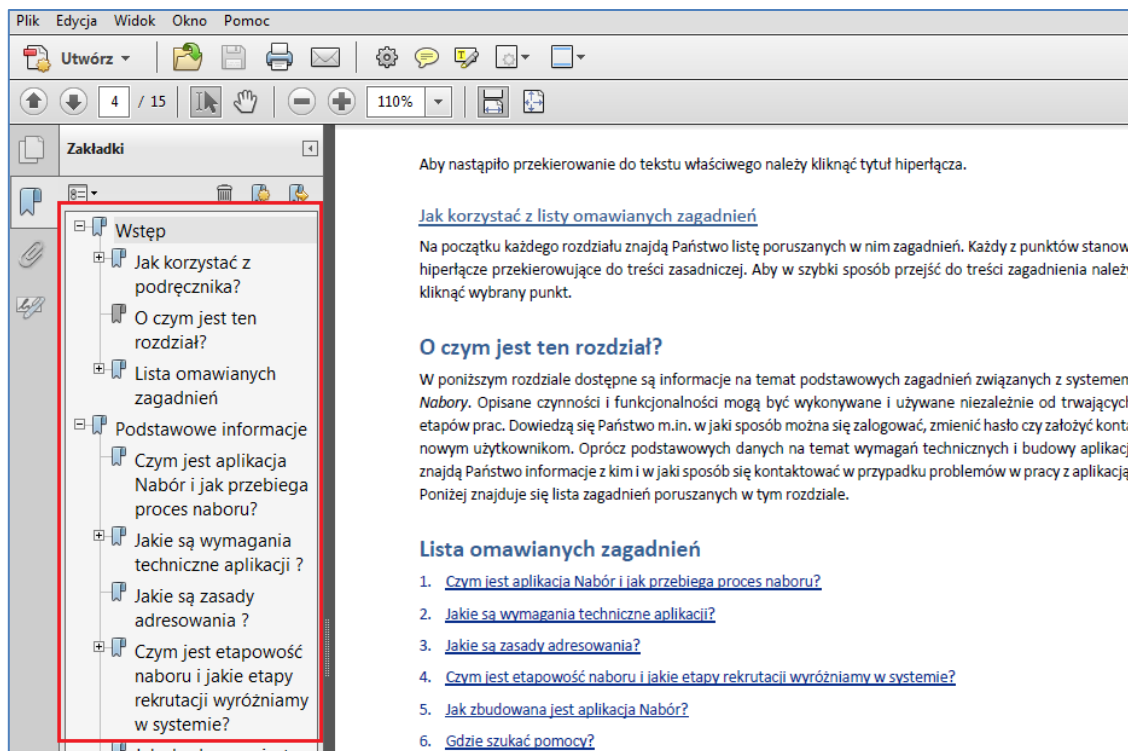 Plik Edycja Widok Okno Pomoc
Utwórz
4 / 15 110%
Zakładki
Wstęp
Jak korzystać z
podręcznika?
O czym jest ten
rozdział?
Lista omawianych
zagadnień
Podstawowe informacje
Czym jest aplikacja
Nabór i jak przebiega
proces naboru?
Jakie są wymagania
techniczne aplikacji ?
Jakie są zasady
adresowania ?
Czym jest etapowość
naboru i jakie etapy
rekrutacji wyróżniamy
w systemie?
Aby nastąpiło przekierowanie do tekstu właściwego należy kliknąć tytuł hiperłącza.
Jak korzystać z listy omawianych zagadnień
Na początku każdego rozdziału znajdą Państwo listę poruszanych w nim zagadnień. Każdy z punktów stanow
hiperłącze przekierowujące do treści zasadniczej. Aby w szybki sposób przejść do treści zagadnienia należy
kliknąć wybrany punkt.
O czym jest ten rozdział?
W poniższym rozdziale dostępne są informacje na temat podstawowych zagadnień związanych z systemem
Nabory. Opisane czynności i funkcjonalności mogą być wykonywane i używane niezależnie od trwających
etapów prac. Dowiedzą się Państwo m.in. w jaki sposób można się zalogować, zmienić hasło czy założyć konta
nowym użytkownikom. Oprócz podstawowych danych na temat wymagań technicznych i budowy aplikacj
znajdą Państwo informacje z kim i w jaki sposób się kontaktować w przypadku problemów w pracy z aplikacją
Poniżej znajduje się lista zagadnień poruszanych w tym rozdziale.
Lista omawianych zagadnień
1. Czym jest aplikacja Nabór i jak przebiega proces naboru?
2. Jakie są wymagania techniczne aplikacji?
3. Jakie są zasady adresowania?
4. Czym jest etapowość naboru i jakie etapy rekrutacji wyróżniamy w systemie?
5. Jak zbudowana jest aplikacja Nabór?
6. Gdzie szukać pomocy?